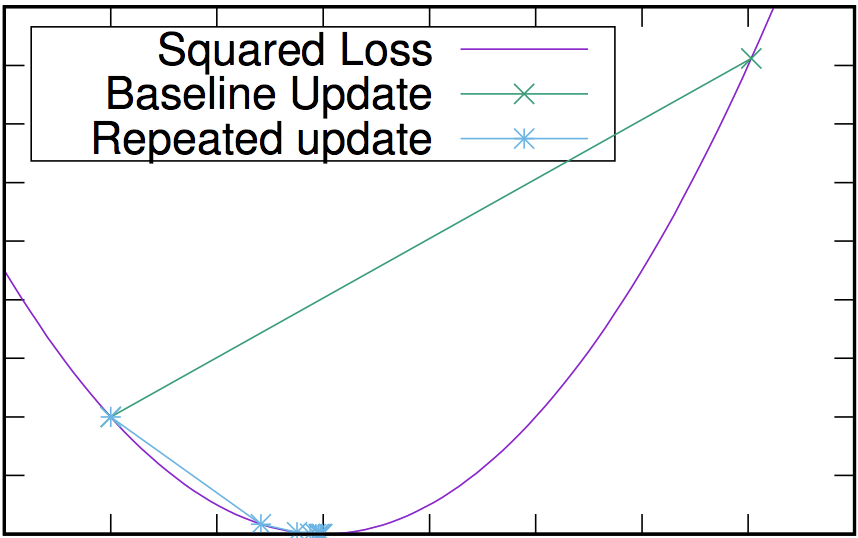 Squared Loss
Baseline Update
Repeated update